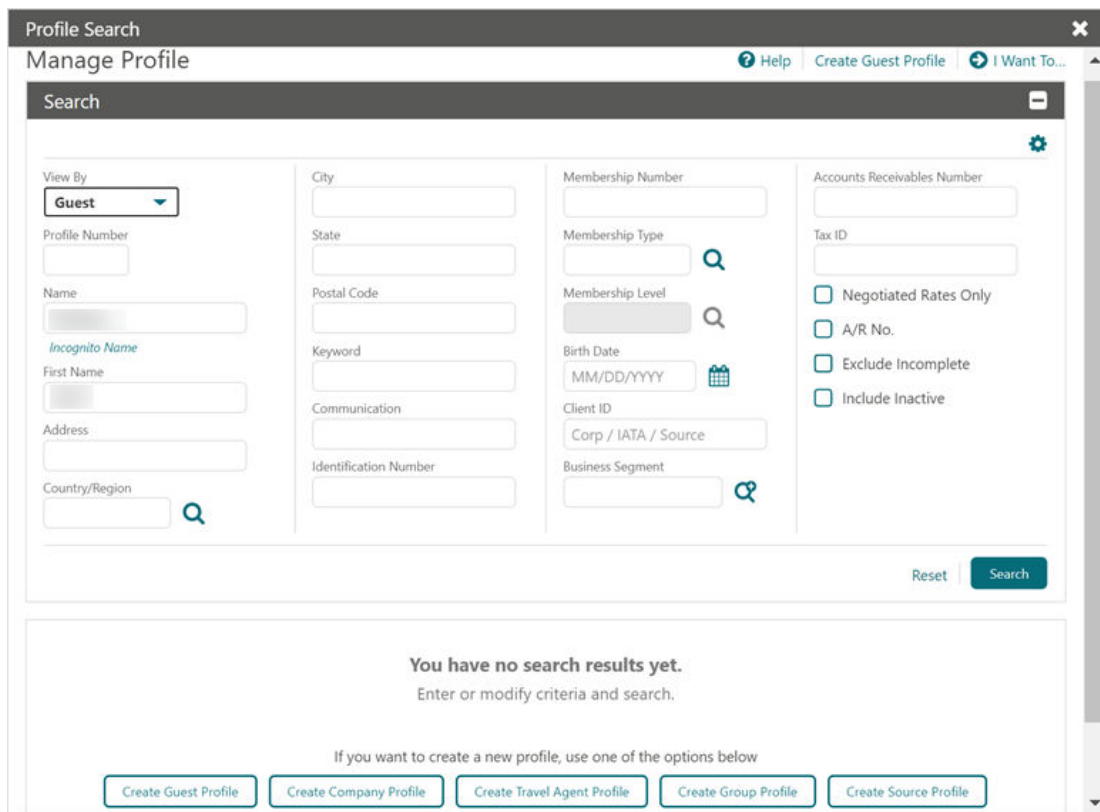 Profile Search
Manage Profile
Help
Create Guest Profile
I Want To...
Search
View By
Guest
Profile Number
Name
Incognito Name
First Name
Address
Country/Region
City
State
Postal Code
Keyword
Communication
Identification Number
Membership Number
Membership Type
Membership Level
Birth Date
MM/DD/YYYY
Client ID
Corp / IATA / Source
Business Segment
Accounts Receivables Number
Tax ID
Negotiated Rates Only
A/R No.
Exclude Incomplete
Include Inactive
Reset
Search
You have no search results yet.
Enter or modify criteria and search.
If you want to create a new profile, use one of the options below
Create Guest Profile
Create Company Profile
Create Travel Agent Profile
Create Group Profile
Create Source Profile